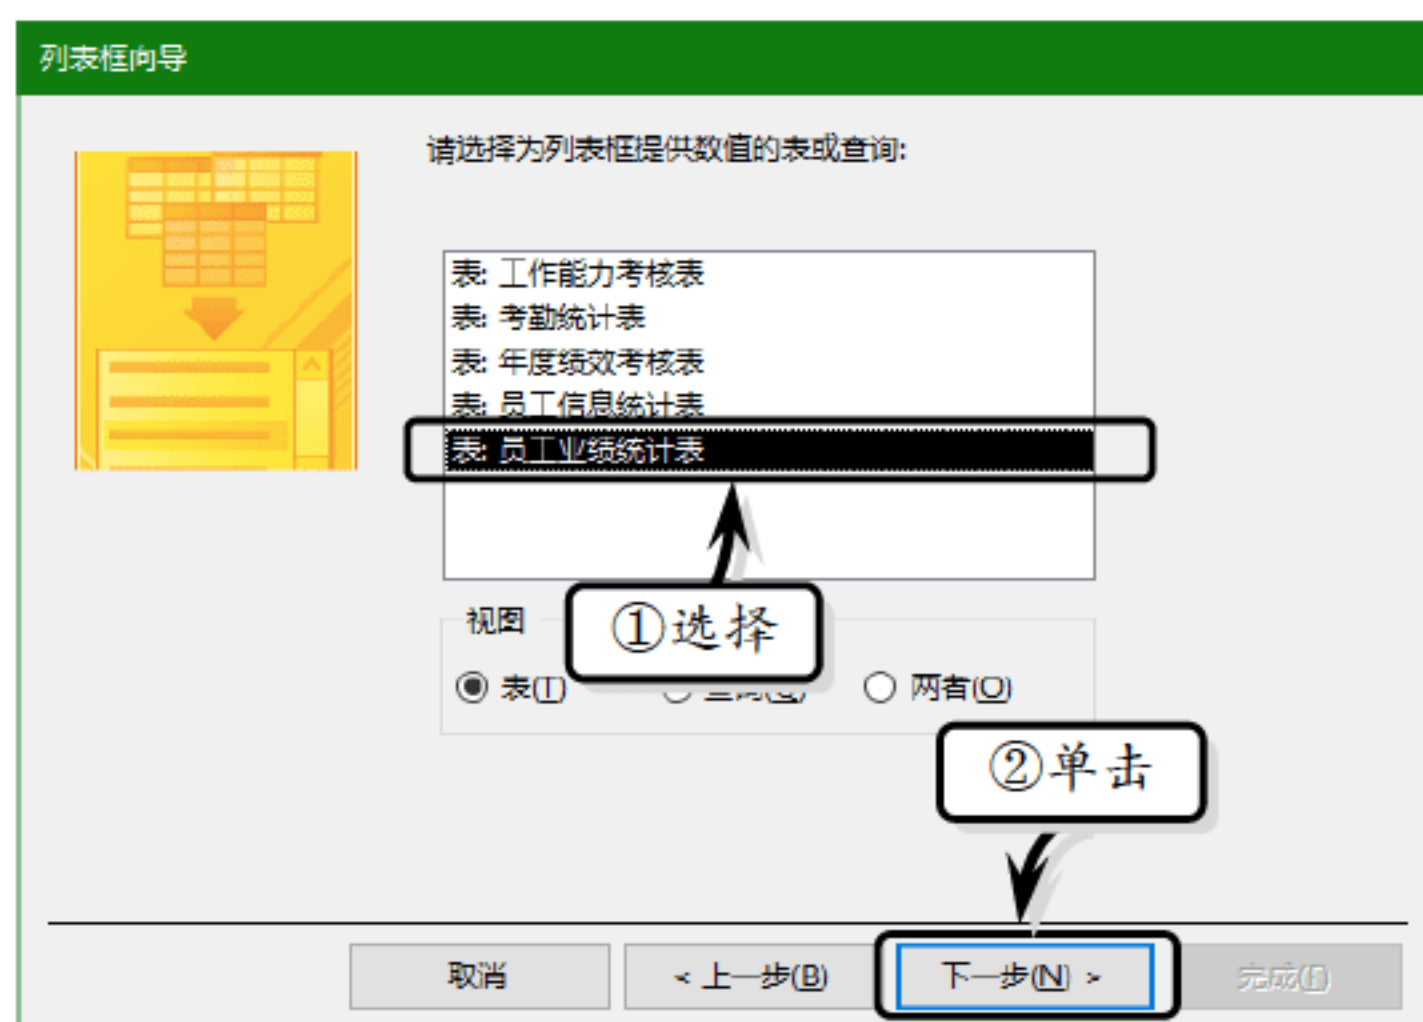 列表框向导
请选择为列表框提供数值的表或查询:
表: 工作能力考核表
表: 考勤统计表
表: 年度绩效考核表
表: 员工信息统计表
表: 员工业绩统计表
①选择
视图
表(T)
两者(O)
②单击
取消
< 上一步(B)
下一步(N) >
完成(F)